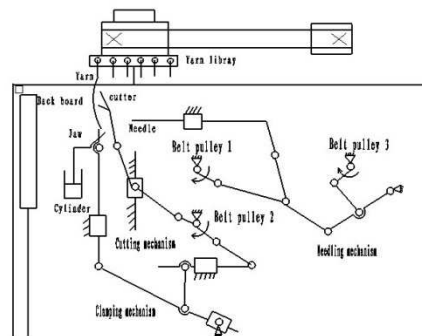 Yarn libray
Yarn
Back board
cutter
Needle
Jaw
Belt pulley 1
Belt pulley 3
Cylinder
Belt pulley 2
Cutting mechanism
Needling mechanism
Clamping mechanism